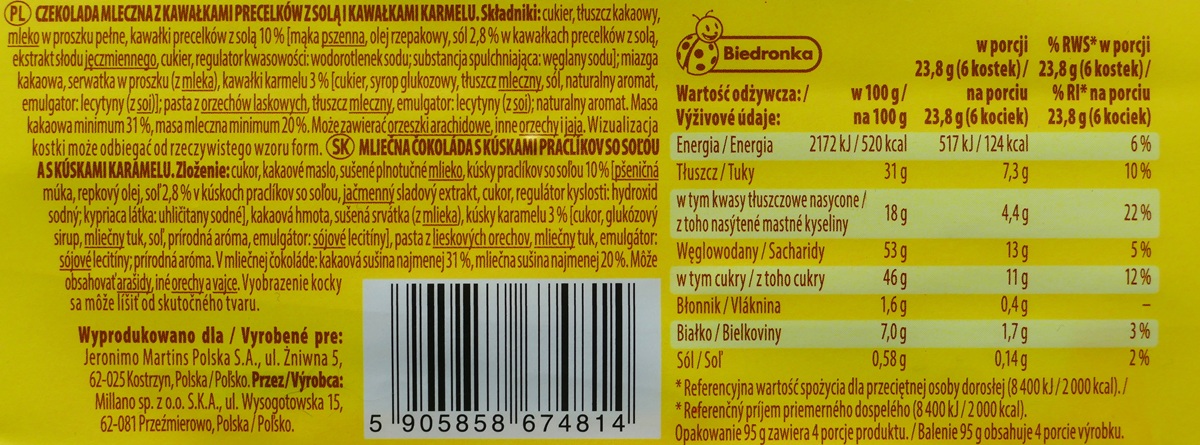 PL CZEKOLADA MLECZNA Z KAWAŁKAMI PRECELKÓW Z SOLĄ I KAWAŁKAMI KARMELU. Składniki: cukier, tłuszcz kakaowy,
mleko w proszku pełne, kawałki precelków z solą 10 % [mąka pszenna, olej rzepakowy, sól 2,8 % w kawałkach precelków z solą,
ekstrakt słodu jęczmiennego, cukier, regulator kwasowości: wodorotlenek sodu; substancja spulchniająca: węglany sodu]; miazga
kakaowa, serwatka w proszku (z mleka), kawałki karmelu 3 % [cukier, syrop glukozowy, tłuszcz mleczny, sól, naturalny aromat,
emulgator: lecytyny (z soi)]; pasta z orzechów laskowych, tłuszcz mleczny, emulgator: lecytyny (z soi); naturalny aromat. Masa
kakaowa minimum 31 %, masa mleczna minimum 20 %. Może zawierać orzeszki arachidowe, inne orzechy i jaja. Wizualizacja
kostki może odbiegać od rzeczywistego wzoru form. SK MLIEČNA ČOKOLÁDA S KÚSKAMI PRACLÍKOV SO SOĽOU
A S KÚSKAMI KARAMELU. Zloženie: cukor, kakaové maslo, sušené plnotučné mlieko, kúsky praclíkov so soľou 10 % [pšeničná
múka, repkový olej, soľ 2,8 % v kúskoch praclíkov so soľou, jačmenný sladový extrakt, cukor, regulátor kyslosti: hydroxid
sodný; kypriaca látka: uhličitany sodné], kakaová hmota, sušená srvátka (z mlieka), kúsky karamelu 3 % [cukor, glukózový
sirup, mliečny tuk, soľ, prírodná aróma, emulgátor: sójové lecitíny], pasta z lieskových orechov, mliečny tuk, emulgátor:
sójové lecitíny; prírodná aróma. V mliečnej čokoláde: kakaová sušina najmenej 31 %, mliečna sušina najmenej 20 %. Môže
obsahovať arašidy, iné orechy a vajce. Vyobrazenie kocky
sa môže líšiť od skutočného tvaru.
Wyprodukowano dla / Vyrobené pre:
Jeronimo Martins Polska S.A., ul. Żniwna 5,
62-025 Kostrzyn, Polska / Poľsko. Przez / Výrobca:
Millano sp. z o.o. S.K.A., ul. Wysogotowska 15,
62-081 Przeźmierowo, Polska / Poľsko.
5 905858 674814
Biedronka
w porcji % RWS* w porcji
23,8 g (6 kostek) / 23,8 g (6 kostek) /
Wartość odżywcza: / w 100 g / na porciu % RI* na porciu
Výživové údaje: na 100 g 23,8 g (6 kociek) 23,8 g (6 kociek)
Energia / Energia 2172 kJ / 520 kcal 517 kJ / 124 kcal 6 %
Tłuszcz / Tuky 31 g 7,3 g 10 %
w tym kwasy tłuszczowe nasycone /
z toho nasýtené mastné kyseliny 18 g 4,4 g 22 %
Węglowodany / Sacharidy 53 g 13 g 5 %
w tym cukry / z toho cukry 46 g 11 g 12 %
Błonnik / Vláknina 1,6 g 0,4 g –
Białko / Bielkoviny 7,0 g 1,7 g 3 %
Sól / Soľ 0,58 g 0,14 g 2 %
* Referencyjna wartość spożycia dla przeciętnej osoby dorosłej (8 400 kJ / 2 000 kcal). /
* Referenčný príjem priemerného dospelého (8 400 kJ / 2 000 kcal).
Opakowanie 95 g zawiera 4 porcje produktu. / Balenie 95 g obsahuje 4 porcie výrobku.